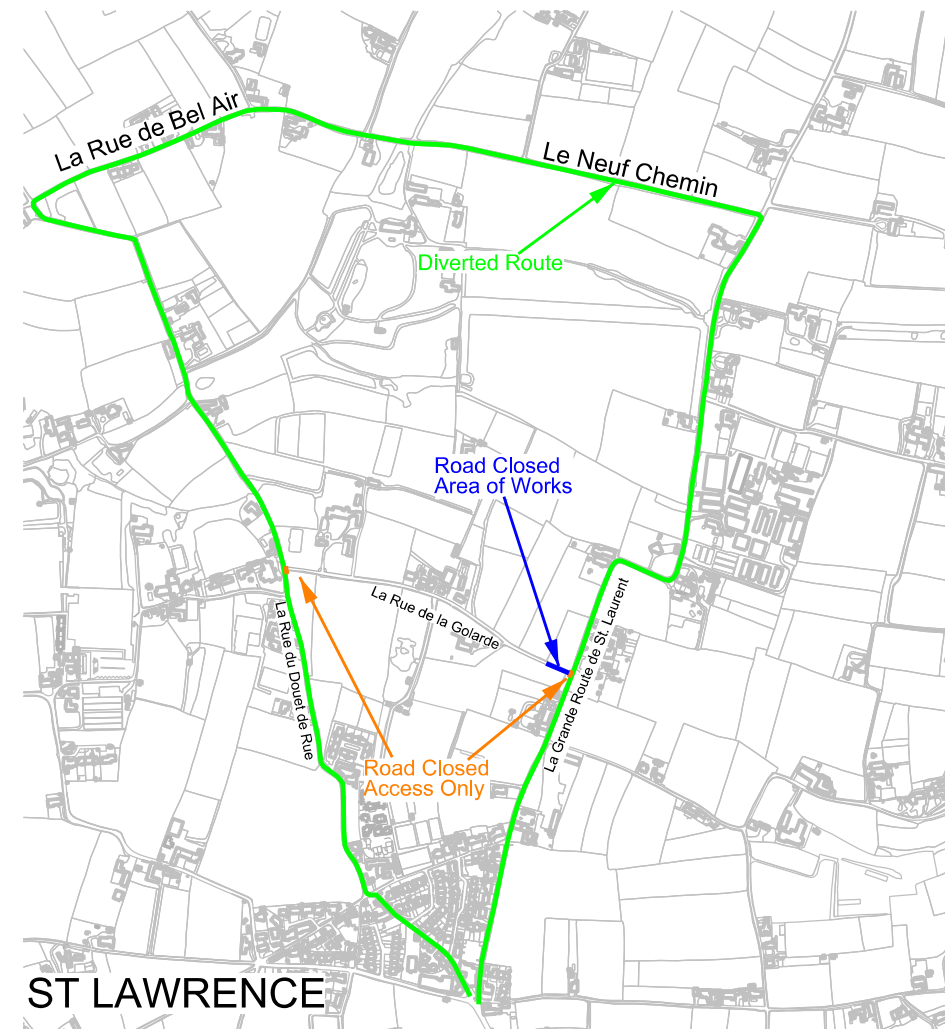 La Rue de Bel Air
Le Neuf Chemin
Diverted Route
Road Closed
Area of Works
La Rue de la Golarde
La Rue du Douet de Rue
La Grande Route de St. Laurent
Road Closed
Access Only
ST LAWRENCE